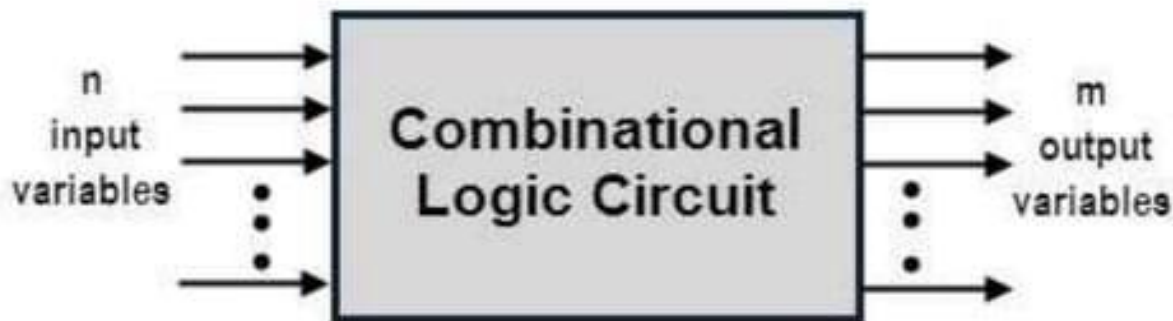 n
input
variables
Combinational
Logic Circuit
m
output
variables